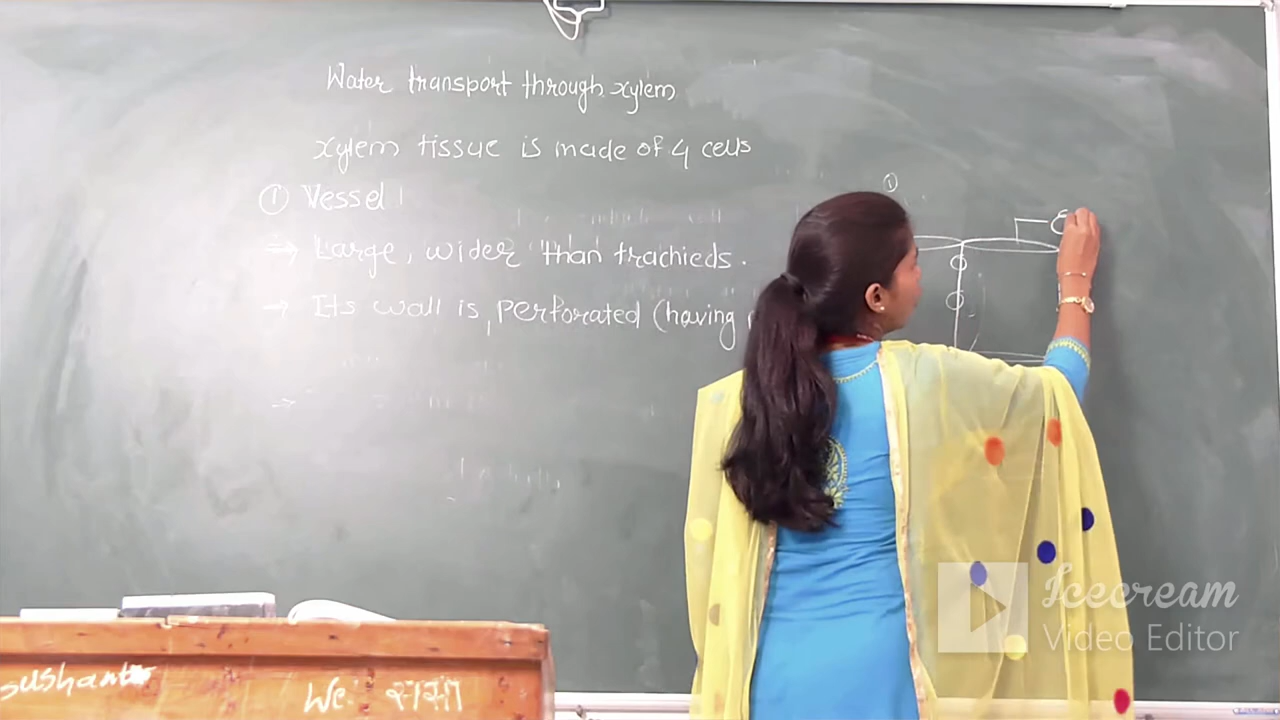 Water transport through xylem
xylem tissue is made of 4 cells
① Vessel
⇒ Large, wider than trachieds.
→ Its wall is perforated (having
①
sushant
We
Icecream
Video Editor